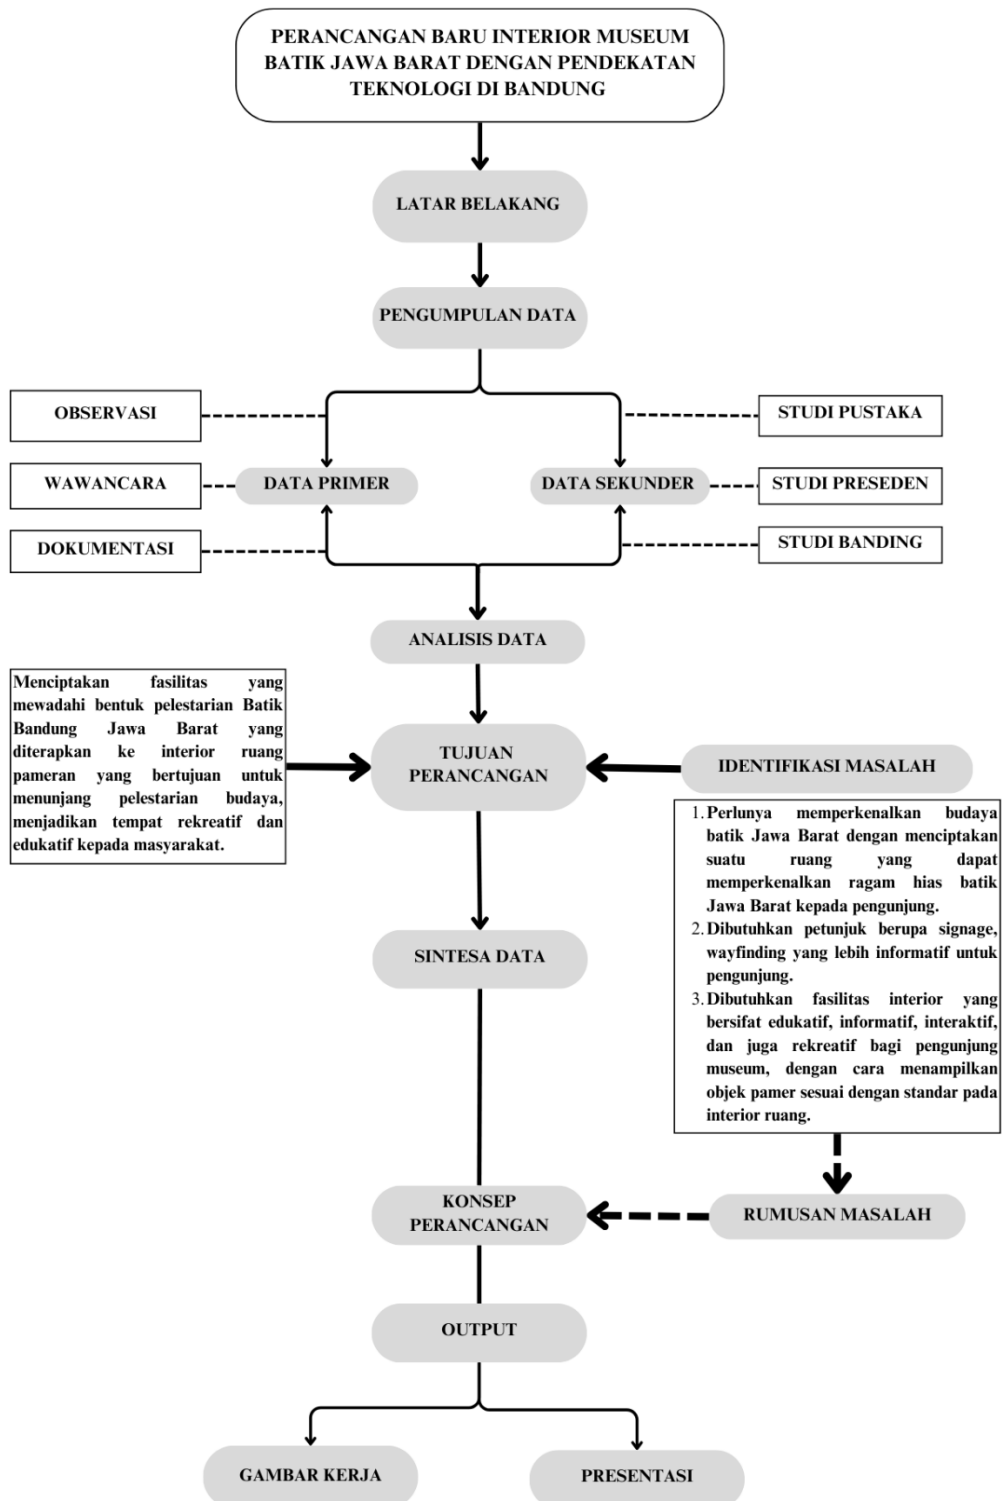 PERANCANGAN BARU INTERIOR MUSEUM
BATIK JAWA BARAT DENGAN PENDEKATAN
TEKNOLOGI DI BANDUNG
LATAR BELAKANG
PENGUMPULAN DATA
OBSERVASI
STUDI PUSTAKA
WAWANCARA
DATA PRIMER
DATA SEKUNDER
STUDI PRESEDEN
DOKUMENTASI
STUDI BANDING
ANALISIS DATA
Menciptakan fasilitas yang
mewadahi bentuk pelestarian Batik
Bandung Jawa Barat yang
diterapkan ke interior ruang
pameran yang bertujuan untuk
menunjang pelestarian budaya,
menjadikan tempat rekreatif dan
edukatif kepada masyarakat.
TUJUAN
PERANCANGAN
IDENTIFIKASI MASALAH
1. Perlunya memperkenalkan budaya
batik Jawa Barat dengan menciptakan
suatu ruang yang dapat
memperkenalkan ragam hias batik
Jawa Barat kepada pengunjung.
2. Dibutuhkan petunjuk berupa signage,
wayfinding yang lebih informatif untuk
pengunjung.
3. Dibutuhkan fasilitas interior yang
bersifat edukatif, informatif, interaktif,
dan juga rekreatif bagi pengunjung
museum, dengan cara menampilkan
objek pamer sesuai dengan standar pada
interior ruang.
SINTESA DATA
KONSEP
PERANCANGAN
RUMUSAN MASALAH
OUTPUT
GAMBAR KERJA
PRESENTASI